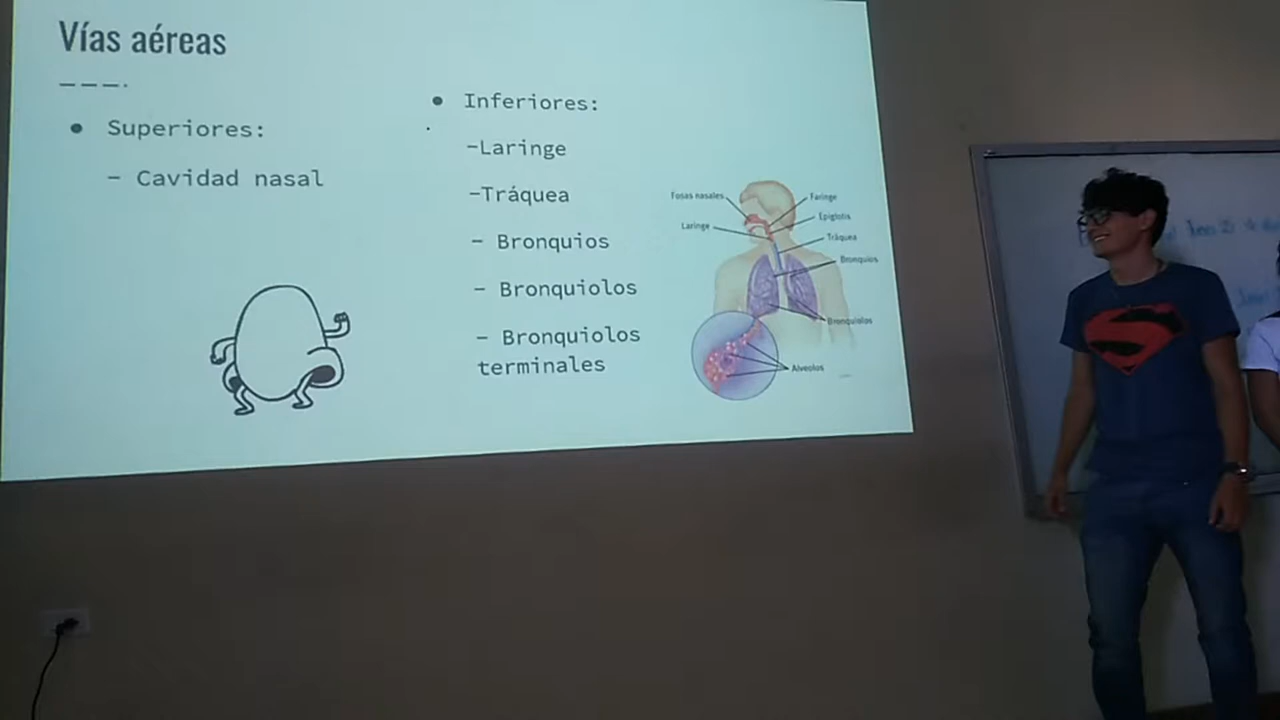 Vías aéreas
Superiores:
- Cavidad nasal
Inferiores:
-Laringe
-Tráquea
- Bronquios
- Bronquiolos
- Bronquiolos
terminales
Fosas nasales
Laringe
Faringe
Epiglotis
Tráquea
Bronquios
Bronquiolos
Alveolos